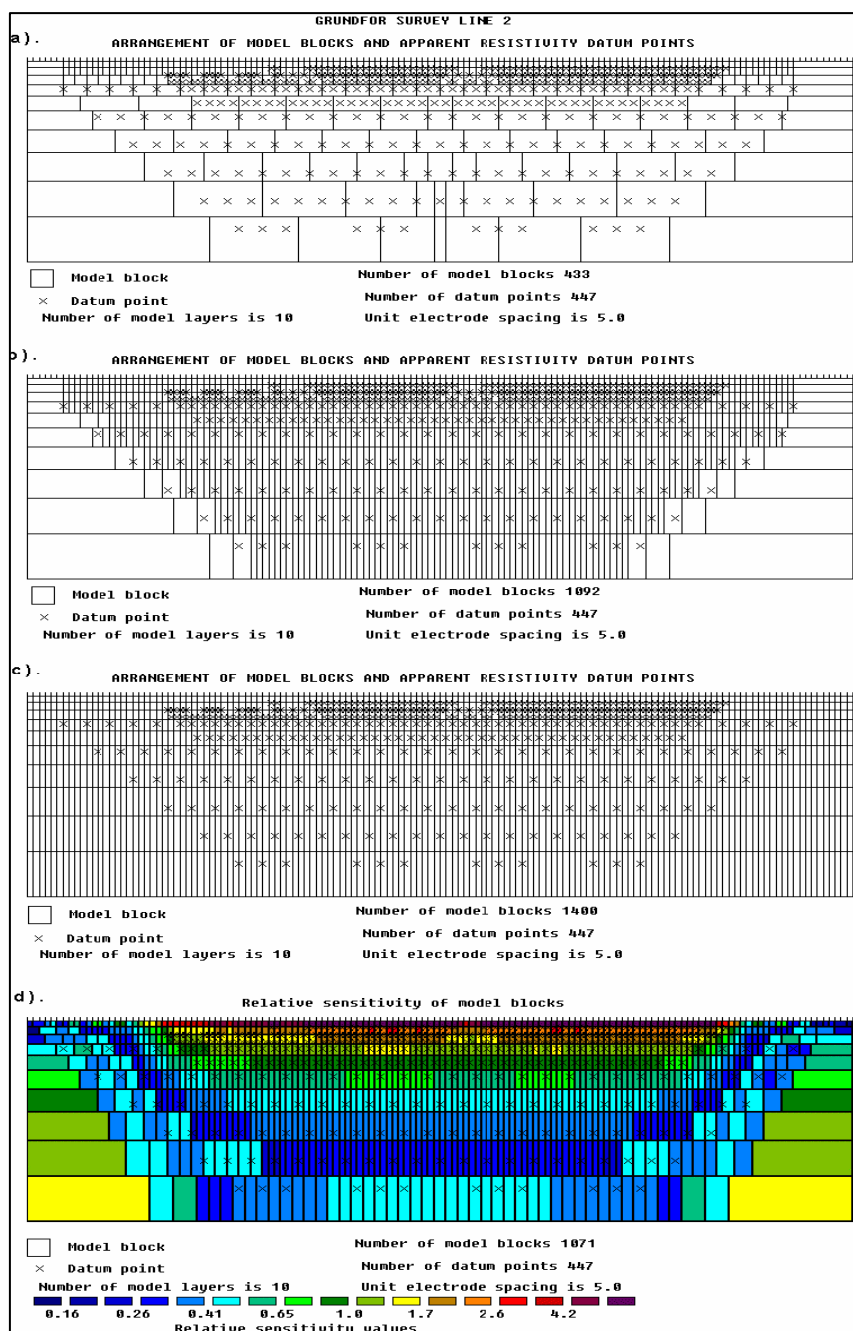 GRUNDFOR SURVEY LINE 2
a).
ARRANGEMENT OF MODEL BLOCKS AND APPARENT RESISTIVITY DATUM POINTS
Model block Number of model blocks 433
Datum point Number of datum points 447
Number of model layers is 10 Unit electrode spacing is 5.0
b).
ARRANGEMENT OF MODEL BLOCKS AND APPARENT RESISTIVITY DATUM POINTS
Model block Number of model blocks 1092
Datum point Number of datum points 447
Number of model layers is 10 Unit electrode spacing is 5.0
c).
ARRANGEMENT OF MODEL BLOCKS AND APPARENT RESISTIVITY DATUM POINTS
Model block Number of model blocks 1400
Datum point Number of datum points 447
Number of model layers is 10 Unit electrode spacing is 5.0
d).
Relative sensitivity of model blocks
Model block Number of model blocks 1071
Datum point Number of datum points 447
Number of model layers is 10 Unit electrode spacing is 5.0
0.16 0.26 0.41 0.65 1.0 1.7 2.6 4.2
Relative sensitivity values